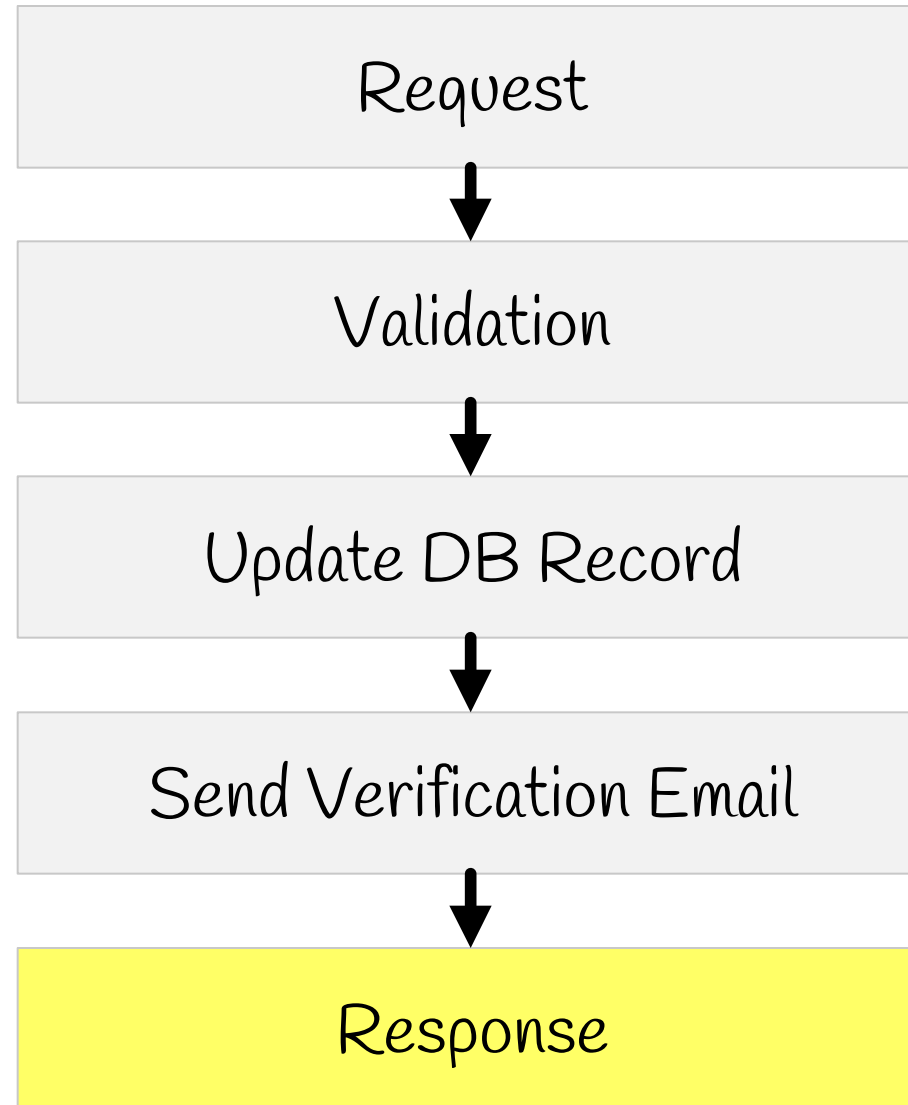 Request
Validation
Update DB Record
Send Verification Email
Response